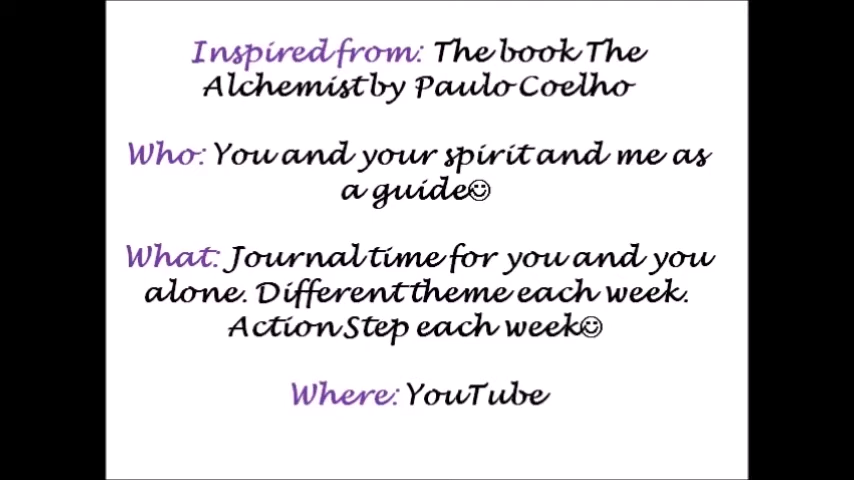 Inspired from: The book The
Alchemist by Paulo Coelho
Who: You and your spirit and me as
a guide☺
What: Journal time for you and you
alone. Different theme each week.
Action Step each week☺
Where: YouTube